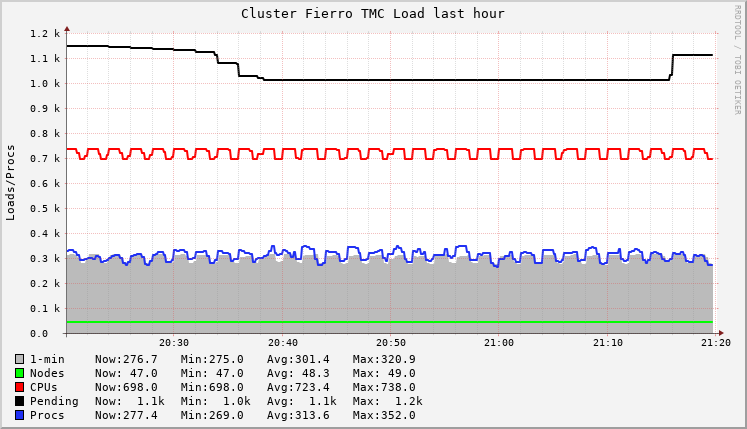 Cluster Fierro TMC Load last hour
RRDTOOL / TOBI OETIKER
Loads/Procs
1.2 k
1.1 k
1.0 k
0.9 k
0.8 k
0.7 k
0.6 k
0.5 k
0.4 k
0.3 k
0.2 k
0.1 k
0.0
20:30 20:40 20:50 21:00 21:10 21:20
1-min Now:276.7 Min:275.0 Avg:301.4 Max:320.9
Nodes Now: 47.0 Min: 47.0 Avg: 48.3 Max: 49.0
CPUs Now:698.0 Min:698.0 Avg:723.4 Max:738.0
Pending Now: 1.1k Min: 1.0k Avg: 1.1k Max: 1.2k
Procs Now:277.4 Min:269.0 Avg:313.6 Max:352.0